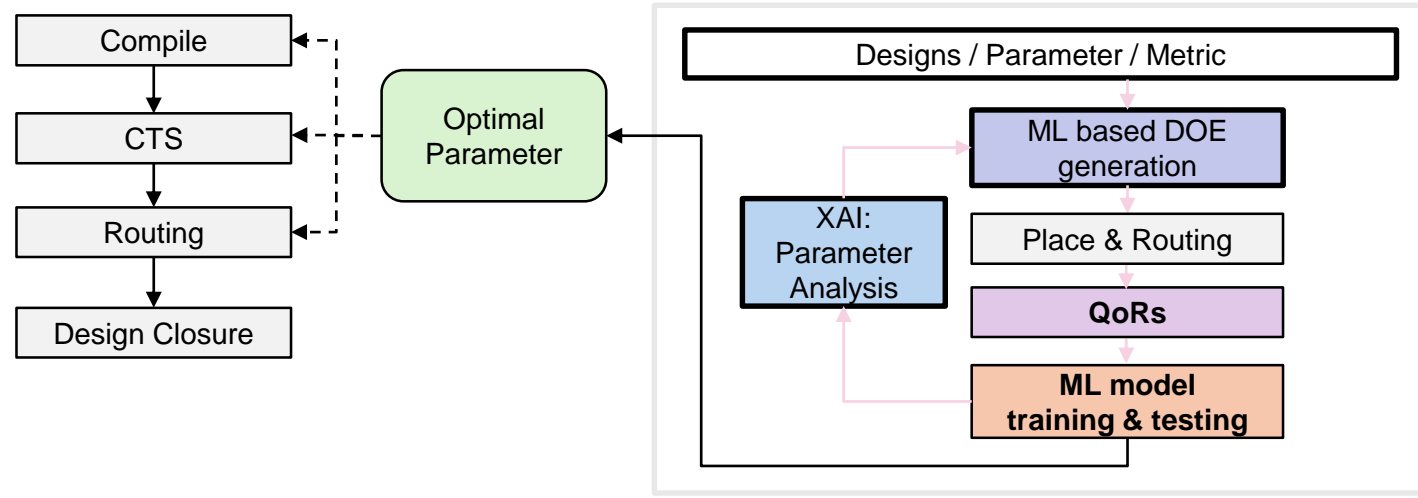 Compile
CTS
Routing
Design Closure
Optimal
Parameter
Designs / Parameter / Metric
ML based DOE
generation
XAI:
Parameter
Analysis
Place & Routing
QoRs
ML model
training & testing